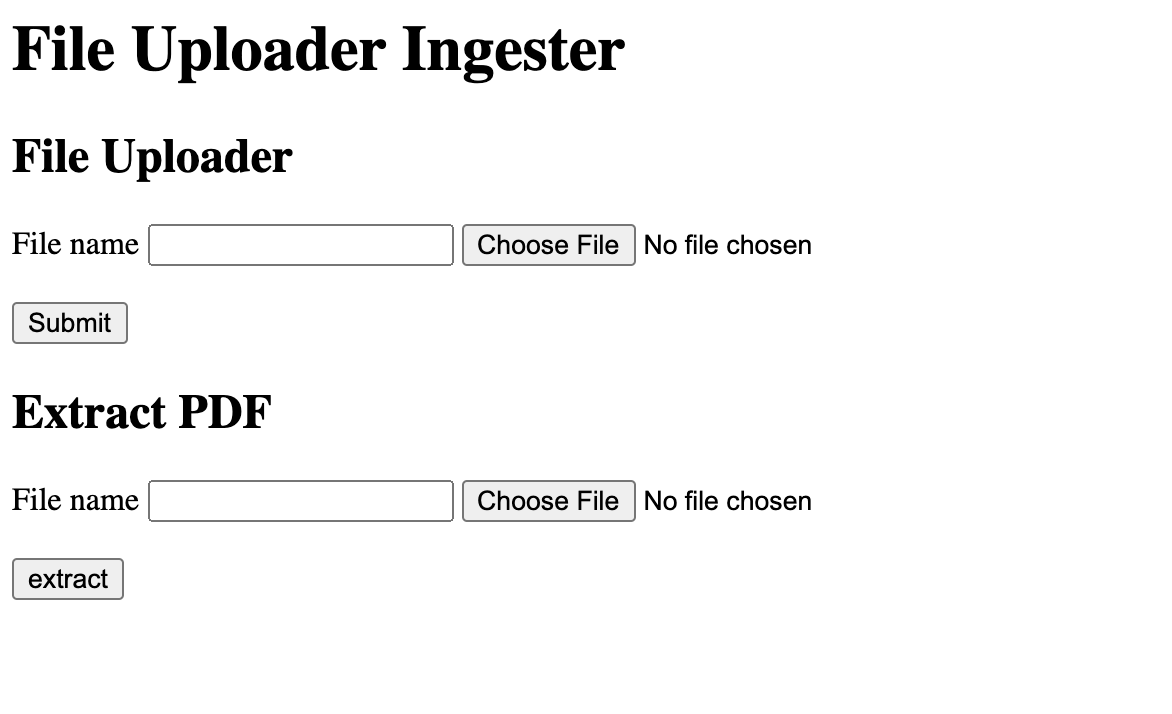 File Uploader Ingester
File Uploader
File name Choose File No file chosen
Submit
Extract PDF
File name Choose File No file chosen
extract